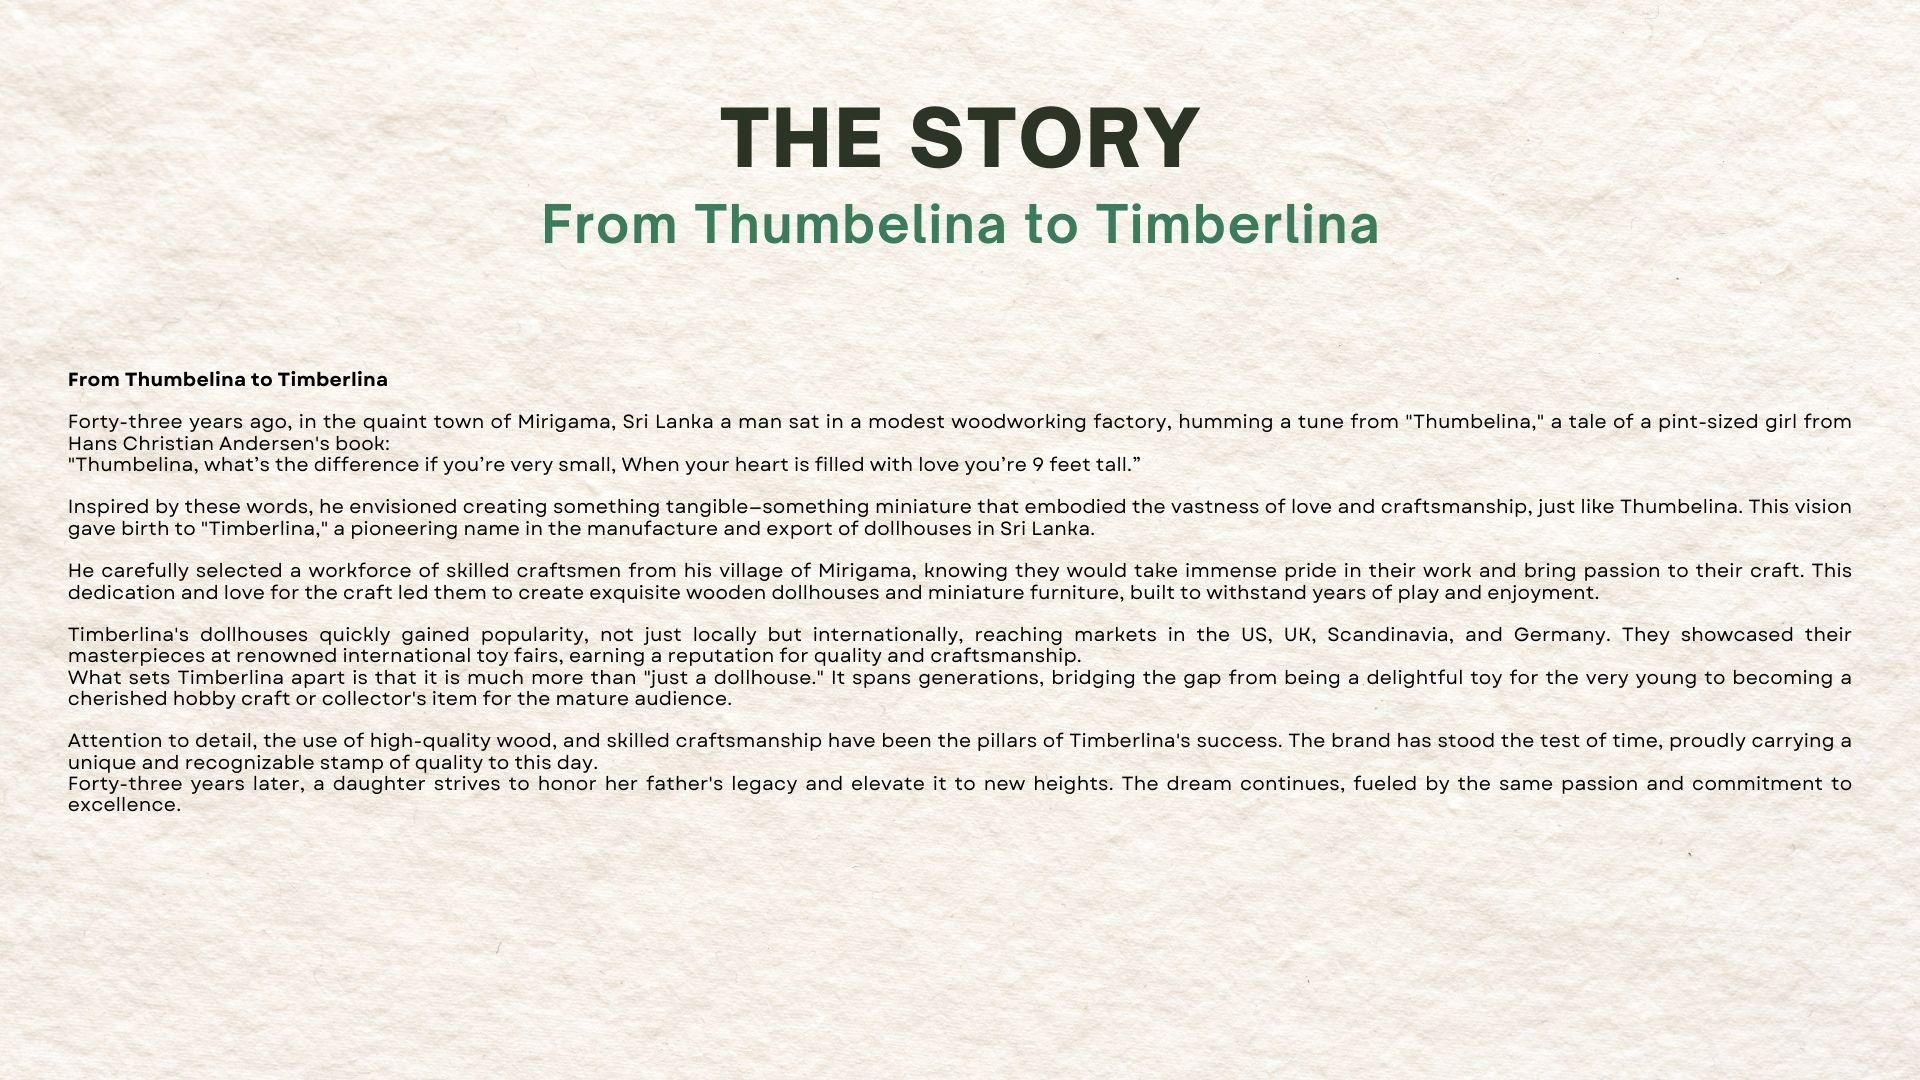 THE STORY
From Thumbelina to Timberlina
From Thumbelina to Timberlina
Forty-three years ago, in the quaint town of Mirigama, Sri Lanka a man sat in a modest woodworking factory, humming a tune from "Thumbelina," a tale of a pint-sized girl from
Hans Christian Andersen's book:
"Thumbelina, what’s the difference if you’re very small, When your heart is filled with love you’re 9 feet tall.”
Inspired by these words, he envisioned creating something tangible—something miniature that embodied the vastness of love and craftsmanship, just like Thumbelina. This vision
gave birth to "Timberlina," a pioneering name in the manufacture and export of dollhouses in Sri Lanka.
He carefully selected a workforce of skilled craftsmen from his village of Mirigama, knowing they would take immense pride in their work and bring passion to their craft. This
dedication and love for the craft led them to create exquisite wooden dollhouses and miniature furniture, built to withstand years of play and enjoyment.
Timberlina's dollhouses quickly gained popularity, not just locally but internationally, reaching markets in the US, UK, Scandinavia, and Germany. They showcased their
masterpieces at renowned international toy fairs, earning a reputation for quality and craftsmanship.
What sets Timberlina apart is that it is much more than "just a dollhouse." It spans generations, bridging the gap from being a delightful toy for the very young to becoming a
cherished hobby craft or collector's item for the mature audience.
Attention to detail, the use of high-quality wood, and skilled craftsmanship have been the pillars of Timberlina's success. The brand has stood the test of time, proudly carrying a
unique and recognizable stamp of quality to this day.
Forty-three years later, a daughter strives to honor her father's legacy and elevate it to new heights. The dream continues, fueled by the same passion and commitment to
excellence.